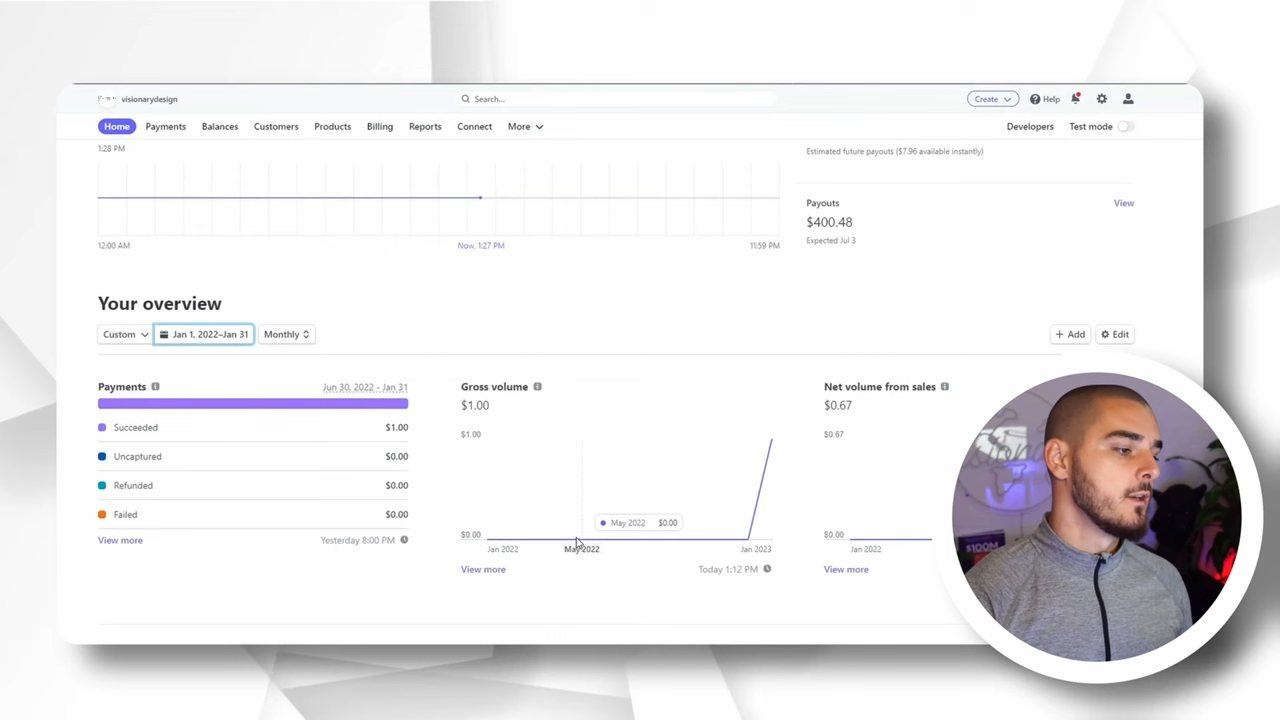 visionarydesign
Search...
Create
Help
Home Payments Balances Customers Products Billing Reports Connect More
Developers Test mode
1:28 PM
Estimated future payouts ($7.96 available instantly)
Payouts View
$400.48
Expected Jul 3
12:00 AM Now, 1:27 PM 11:59 PM
Your overview
Custom Jan 1, 2022–Jan 31 Monthly
Add Edit
Payments Jun 30, 2022 - Jan 31
Succeeded $1.00
Uncaptured $0.00
Refunded $0.00
Failed $0.00
View more Yesterday 8:00 PM
Gross volume
$1.00
$1.00
May 2022 $0.00
$0.00
Jan 2022 May 2022 Jan 2023
View more Today 1:12 PM
Net volume from sales
$0.67
$0.67
$0.00
Jan 2022
View more
$100M